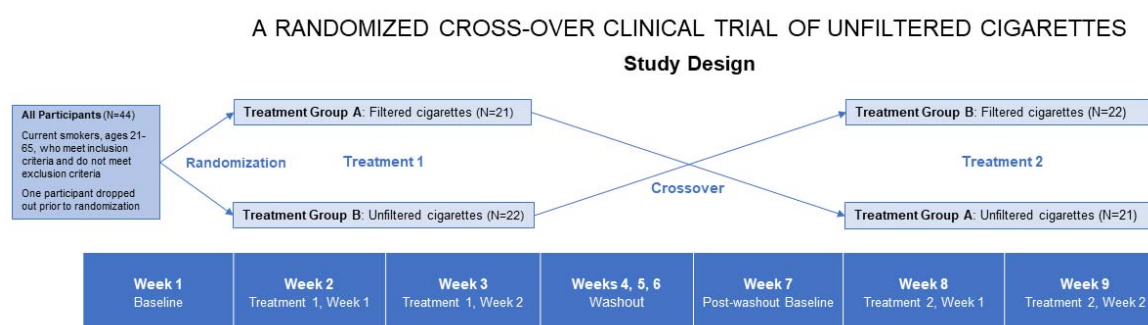 A RANDOMIZED CROSS-OVER CLINICAL TRIAL OF UNFILTERED CIGARETTES
Study Design
All Participants (N=44)
Current smokers, ages 21-
65, who meet inclusion
criteria and do not meet
exclusion criteria
One participant dropped
out prior to randomization
Randomization
Treatment Group A: Filtered cigarettes (N=21)
Treatment 1
Treatment Group B: Unfiltered cigarettes (N=22)
Crossover
Treatment Group B: Filtered cigarettes (N=22)
Treatment 2
Treatment Group A: Unfiltered cigarettes (N=21)
Week 1
Baseline
Week 2
Treatment 1, Week 1
Week 3
Treatment 1, Week 2
Weeks 4, 5, 6
Washout
Week 7
Post-washout Baseline
Week 8
Treatment 2, Week 1
Week 9
Treatment 2, Week 2